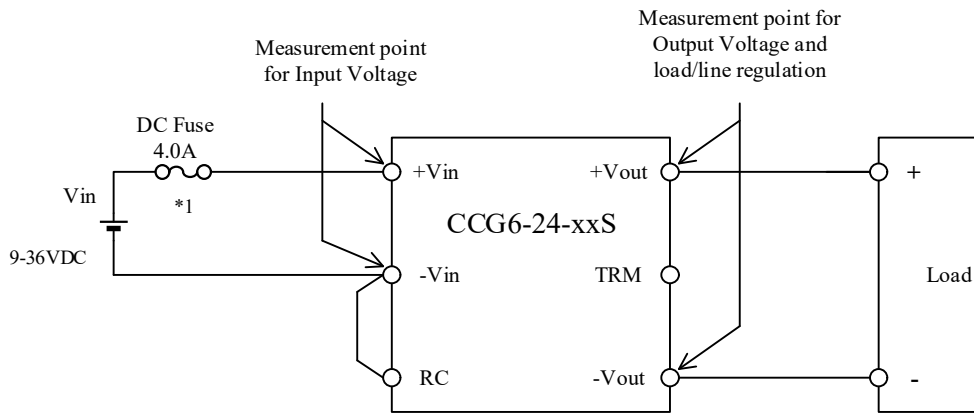 Measurement point for
Output Voltage and
load/line regulation
Measurement point
for Input Voltage
DC Fuse
4.0A
*1
Vin
9-36VDC
+Vin
+Vout
+
CCG6-24-xxS
-Vin
TRM
Load
RC
-Vout
-